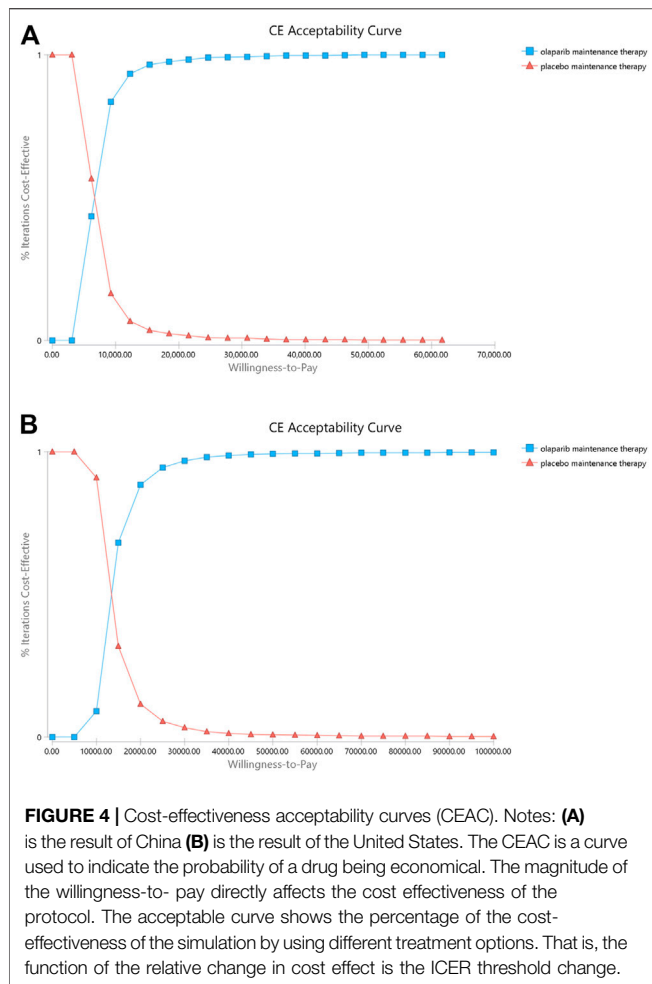 A
CE Acceptability Curve
olaparib maintenance therapy
placebo maintenance therapy
1
% Iterations Cost-Effective
0
0.00 10,000.00 20,000.00 30,000.00 40,000.00 50,000.00 60,000.00 70,000.00
Willingness-to-Pay
B
CE Acceptability Curve
olaparib maintenance therapy
placebo maintenance therapy
1
% Iterations Cost-Effective
0
0.00 10000.00 20000.00 30000.00 40000.00 50000.00 60000.00 70000.00 80000.00 90000.00 100000.00
Willingness-to-Pay
FIGURE 4 | Cost-effectiveness acceptability curves (CEAC). Notes: (A)
is the result of China (B) is the result of the United States. The CEAC is a curve
used to indicate the probability of a drug being economical. The magnitude of
the willingness-to- pay directly affects the cost effectiveness of the
protocol. The acceptable curve shows the percentage of the cost-
effectiveness of the simulation by using different treatment options. That is, the
function of the relative change in cost effect is the ICER threshold change.